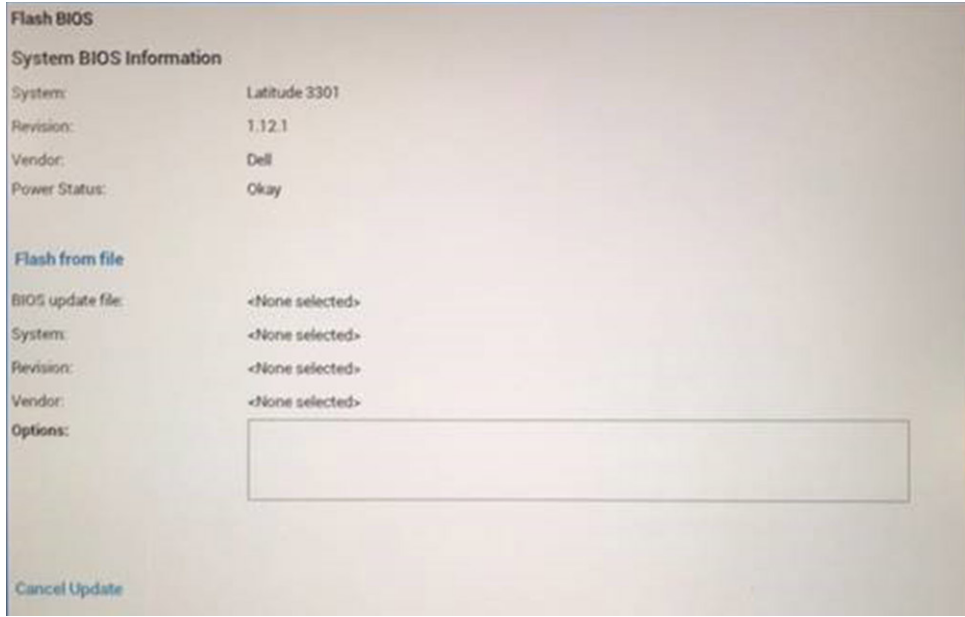 Flash BIOS
System BIOS Information
System: Latitude 3301
Revision: 1.12.1
Vendor: Dell
Power Status: Okay
Flash from file
BIOS update file: <None selected>
System: <None selected>
Revision: <None selected>
Vendor: <None selected>
Options:
Cancel Update